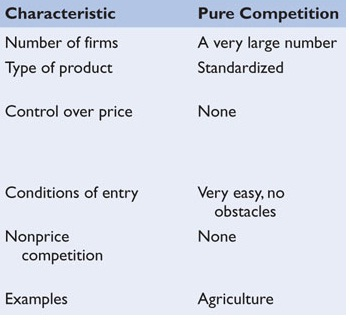 Characteristic Pure Competition
Number of firms A very large number
Type of product Standardized
Control over price None
Conditions of entry Very easy, no
obstacles
Nonprice None
competition
Examples Agriculture